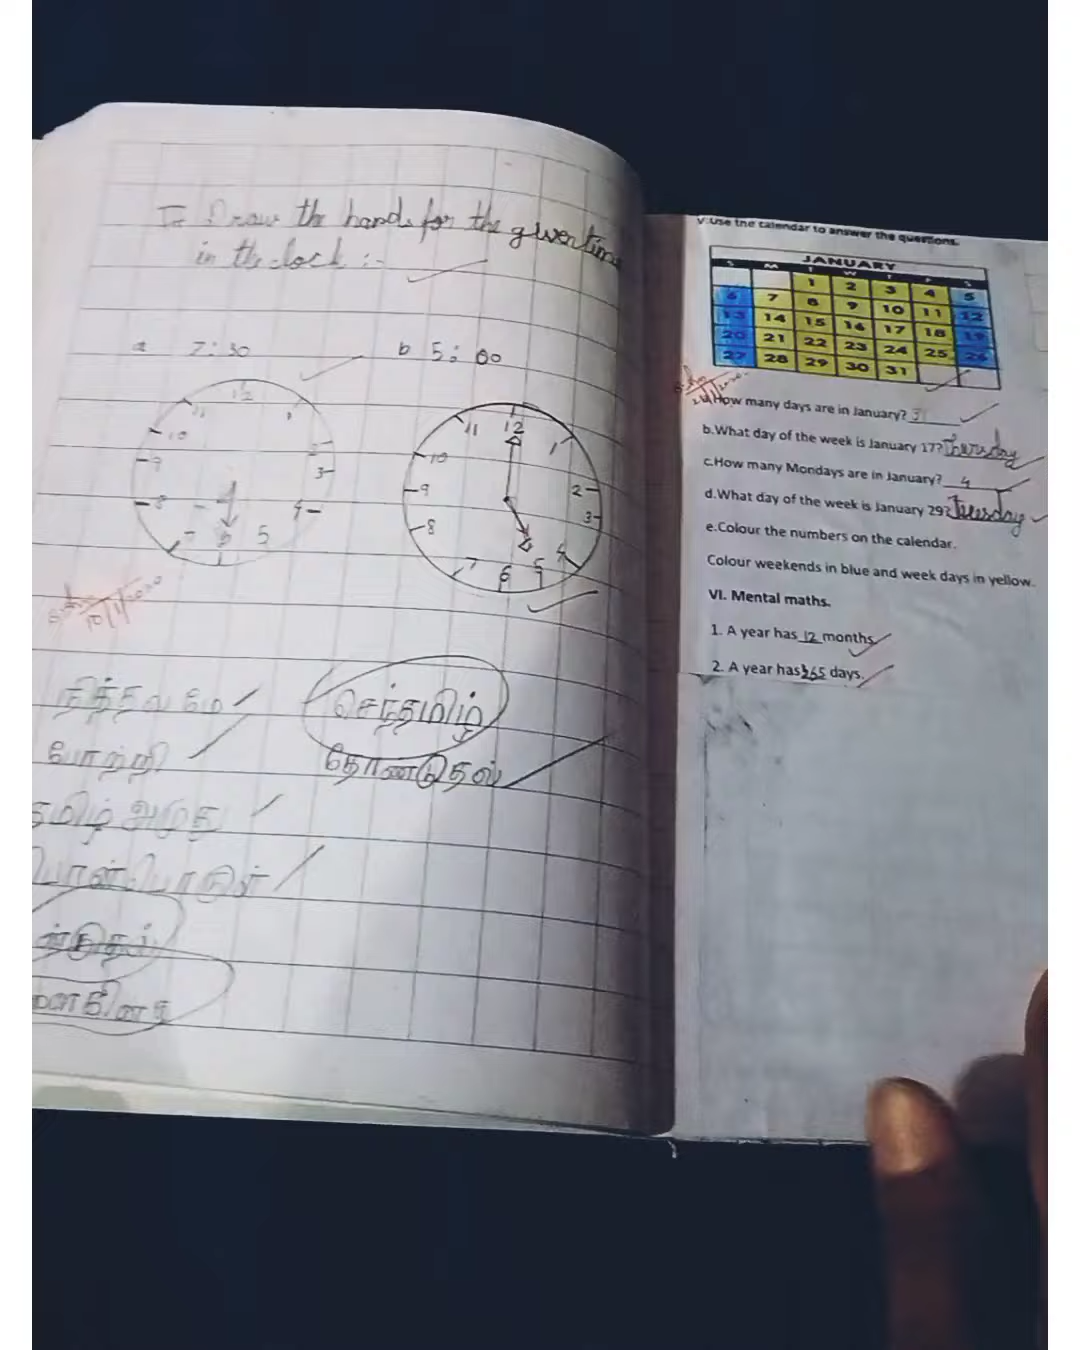 I Draw the hands for the given time
in the clock :-
a 7:30
b 5:00
12
11 1
10 2
9 3
8 4
7 6 5
12
11 1
10
9 2
8 3
7 6 5 4
10/1/2020
செந்தமிழ்
போற்றி
தொண்டுதல்
தமிழ் அமுது
V.Use the calendar to answer the questions.
JANUARY
S M T W T F S
1 2 3 4 5
6 7 8 9 10 11 12
13 14 15 16 17 18 19
20 21 22 23 24 25 26
27 28 29 30 31
How many days are in January? 31
b.What day of the week is January 17? Thersday
c.How many Mondays are in January? 4
d.What day of the week is January 29? Tuesday
e.Colour the numbers on the calendar.
Colour weekends in blue and week days in yellow.
VI. Mental maths.
1. A year has 12 months.
2. A year has 365 days.